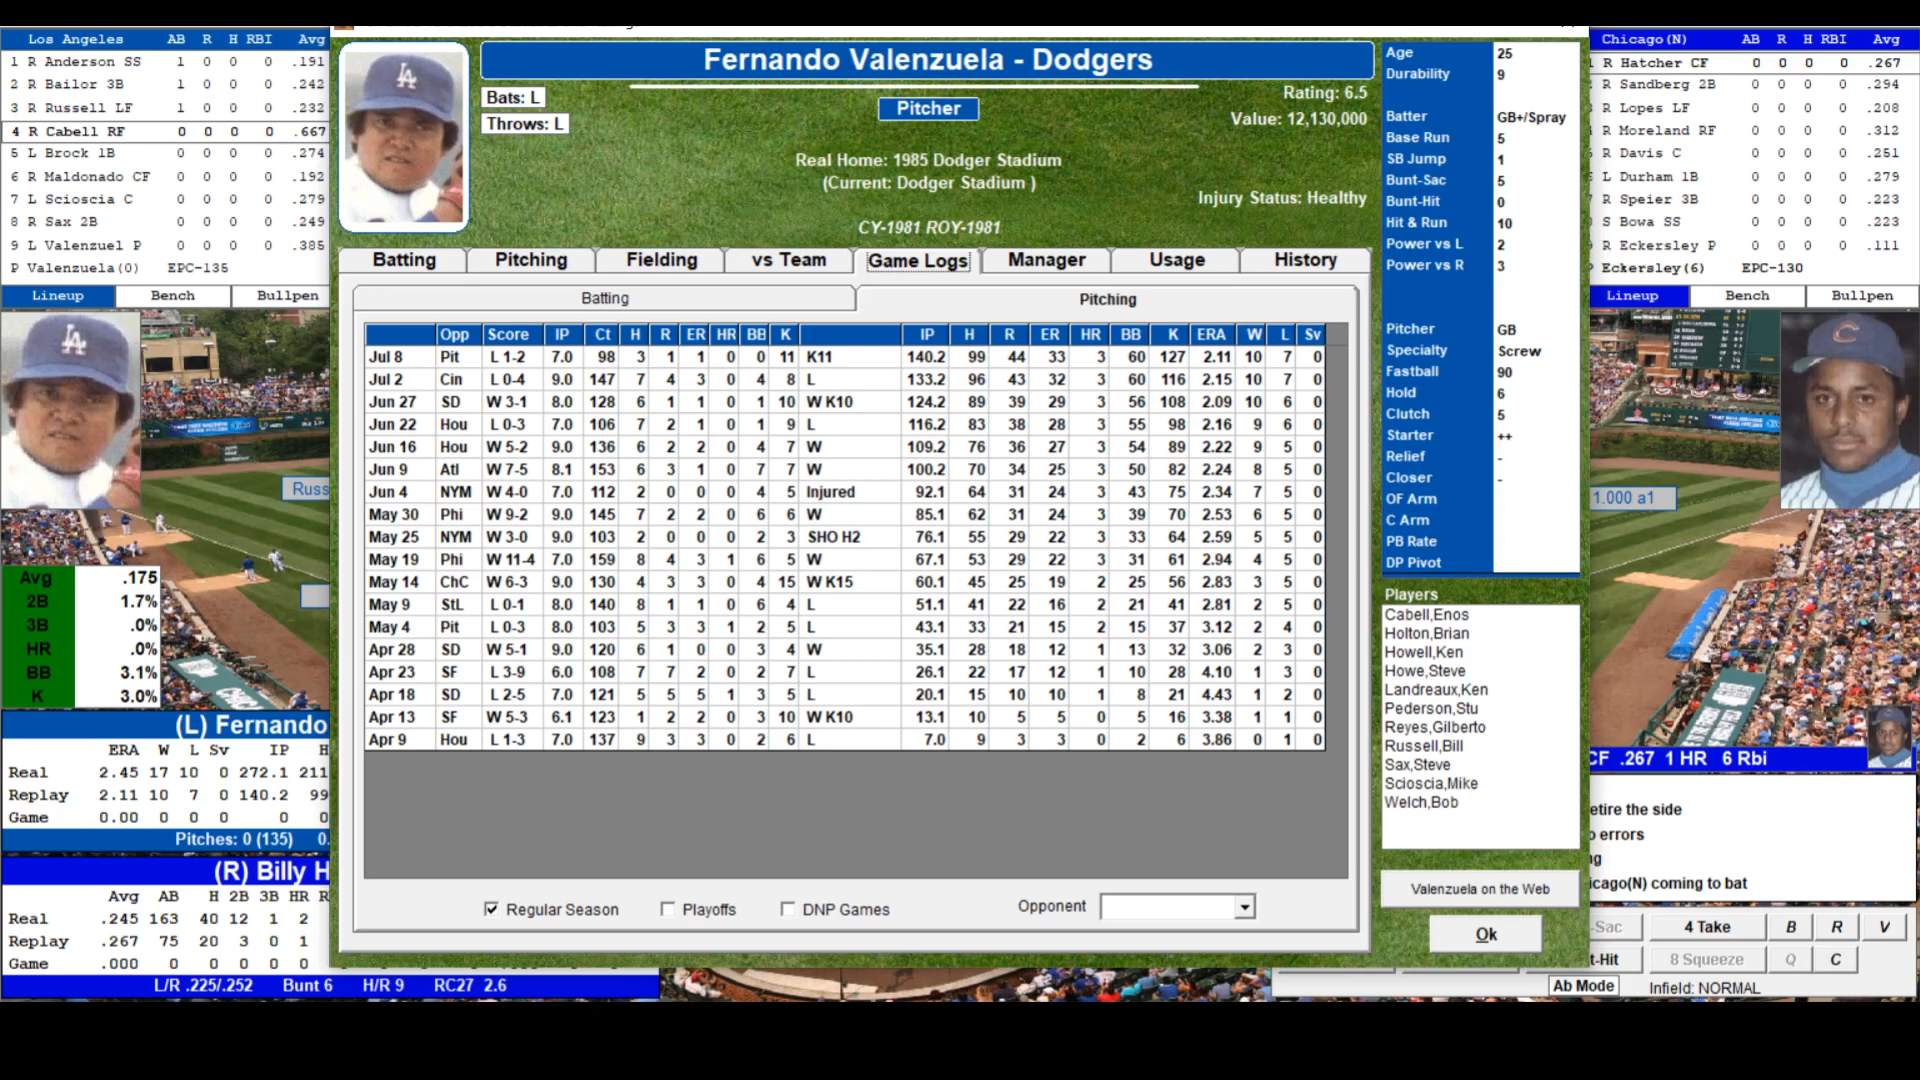 Los Angeles AB R H RBI Avg
1 R Anderson SS 1 0 0 0 .191
2 R Bailor 3B 1 0 0 0 .242
3 R Russell LF 1 0 0 0 .232
4 R Cabell RF 0 0 0 0 .667
5 L Brock 1B 0 0 0 0 .274
6 R Maldonado CF 0 0 0 0 .192
7 L Scioscia C 0 0 0 0 .279
8 R Sax 2B 0 0 0 0 .249
9 L Valenzuel P 0 0 0 0 .385
P Valenzuela(0) EPC-135
Lineup Bench Bullpen
Russ
Avg .175
2B 1.7%
3B .0%
HR .0%
BB 3.1%
K 3.0%
(L) Fernando
ERA W L Sv IP H
Real 2.45 17 10 0 272.1 211
Replay 2.11 10 7 0 140.2 99
Game 0.00 0 0 0 0 0
Pitches: 0 (135) 0.
(R) Billy H
Avg AB H 2B 3B HR R
Real .245 163 40 12 1 2
Replay .267 75 20 3 0 1
Game .000 0 0 0 0 0
L/R .225/.252 Bunt 6 H/R 9 RC27 2.6
Fernando Valenzuela - Dodgers
Bats: L
Throws: L
Pitcher
Rating: 6.5
Value: 12,130,000
Real Home: 1985 Dodger Stadium
(Current: Dodger Stadium )
Injury Status: Healthy
CY-1981 ROY-1981
Batting Pitching Fielding vs Team Game Logs Manager Usage History
Batting Pitching
Opp Score IP Ct H R ER HR BB K IP H R ER HR BB K ERA W L Sv
Jul 8 Pit L 1-2 7.0 98 3 1 1 0 0 11 K11 140.2 99 44 33 3 60 127 2.11 10 7 0
Jul 2 Cin L 0-4 9.0 147 7 4 3 0 4 8 L 133.2 96 43 32 3 60 116 2.15 10 7 0
Jun 27 SD W 3-1 8.0 128 6 1 1 0 1 10 W K10 124.2 89 39 29 3 56 108 2.09 10 6 0
Jun 22 Hou L 0-3 7.0 106 7 2 1 0 1 9 L 116.2 83 38 28 3 55 98 2.16 9 6 0
Jun 16 Hou W 5-2 9.0 136 6 2 2 0 4 7 W 109.2 76 36 27 3 54 89 2.22 9 5 0
Jun 9 Atl W 7-5 8.1 153 6 3 1 0 7 7 W 100.2 70 34 25 3 50 82 2.24 8 5 0
Jun 4 NYM W 4-0 7.0 112 2 0 0 0 4 5 Injured 92.1 64 31 24 3 43 75 2.34 7 5 0
May 30 Phi W 9-2 9.0 145 7 2 2 0 6 6 W 85.1 62 31 24 3 39 70 2.53 6 5 0
May 25 NYM W 3-0 9.0 103 2 0 0 0 2 3 SHO H2 76.1 55 29 22 3 33 64 2.59 5 5 0
May 19 Phi W 11-4 7.0 159 8 4 3 1 6 5 W 67.1 53 29 22 3 31 61 2.94 4 5 0
May 14 ChC W 6-3 9.0 130 4 3 3 0 4 15 W K15 60.1 45 25 19 2 25 56 2.83 3 5 0
May 9 StL L 0-1 8.0 140 8 1 1 0 6 4 L 51.1 41 22 16 2 21 41 2.81 2 5 0
May 4 Pit L 0-3 8.0 103 5 3 3 1 2 5 L 43.1 33 21 15 2 15 37 3.12 2 4 0
Apr 28 SD W 5-1 9.0 120 6 1 0 0 3 4 W 35.1 28 18 12 1 13 32 3.06 2 3 0
Apr 23 SF L 3-9 6.0 108 7 7 2 0 2 7 L 26.1 22 17 12 1 10 28 4.10 1 3 0
Apr 18 SD L 2-5 7.0 121 5 5 5 1 3 5 L 20.1 15 10 10 1 8 21 4.43 1 2 0
Apr 13 SF W 5-3 6.1 123 1 2 2 0 3 10 W K10 13.1 10 5 5 0 5 16 3.38 1 1 0
Apr 9 Hou L 1-3 7.0 137 9 3 3 0 2 6 L 7.0 9 3 3 0 2 6 3.86 0 1 0
Regular Season Playoffs DNP Games Opponent
Age 25
Durability 9
Batter GB+/Spray
Base Run 5
SB Jump 1
Bunt-Sac 5
Bunt-Hit 0
Hit & Run 10
Power vs L 2
Power vs R 3
Pitcher GB
Specialty Screw
Fastball 90
Hold 6
Clutch 5
Starter ++
Relief -
Closer -
OF Arm
C Arm
PB Rate
DP Pivot
Players
Cabell,Enos
Holton,Brian
Howell,Ken
Howe,Steve
Landreaux,Ken
Pederson,Stu
Reyes,Gilberto
Russell,Bill
Sax,Steve
Scioscia,Mike
Welch,Bob
Valenzuela on the Web
Ok
Chicago(N) AB R H RBI Avg
R Hatcher CF 0 0 0 0 .267
R Sandberg 2B 0 0 0 0 .294
R Lopes LF 0 0 0 0 .208
R Moreland RF 0 0 0 0 .312
R Davis C 0 0 0 0 .251
L Durham 1B 0 0 0 0 .279
R Speier 3B 0 0 0 0 .223
S Bowa SS 0 0 0 0 .223
R Eckersley P 0 0 0 0 .111
Eckersley(6) EPC-130
Lineup Bench Bullpen
1.000 a1
CF .267 1 HR 6 Rbi
etire the side
o errors
ng
icago(N) coming to bat
-Sac 4 Take B R V
t-Hit 8 Squeeze Q C
Ab Mode Infield: NORMAL